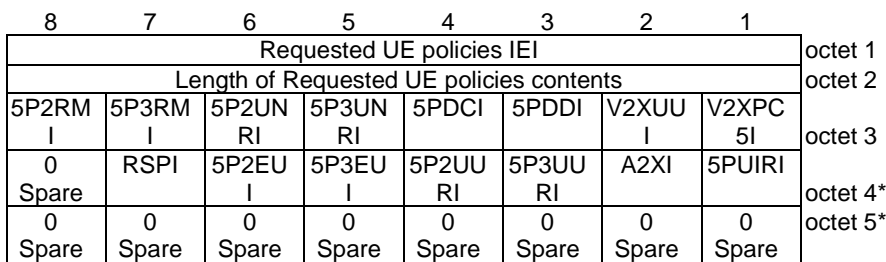 8 7 6 5 4 3 2 1
Requested UE policies IEI octet 1
Length of Requested UE policies contents octet 2
5P2RM 5P3RM 5P2UN 5P3UN 5PDCI 5PDDI V2XUU V2XPC
I I RI RI I 5I octet 3
0 RSPI 5P2EU 5P3EU 5P2UU 5P3UU A2XI 5PUIRI
Spare I I RI RI octet 4*
0 0 0 0 0 0 0 0 octet 5*
Spare Spare Spare Spare Spare Spare Spare Spare